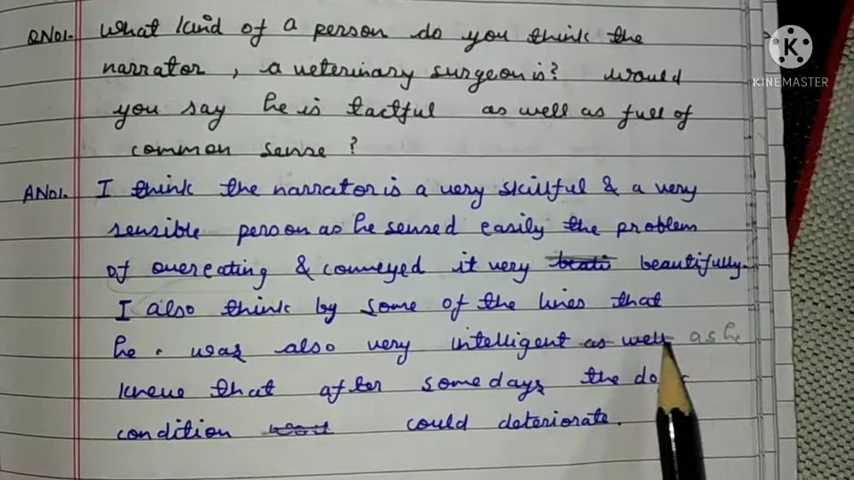 QNo1. What kind of a person do you think the
narrator, a veterinary surgeon is? Would
you say he is tactful as well as full of
common sense?
ANo1. I think the narrator is a very skillful & a very
sensible person as he sensed easily the problem
of overeating & conveyed it very beautifully.
I also think by some of the lines that
he was also very intelligent as well as he
knew that after some days the
condition could deteriorate.
K
KINEMASTER